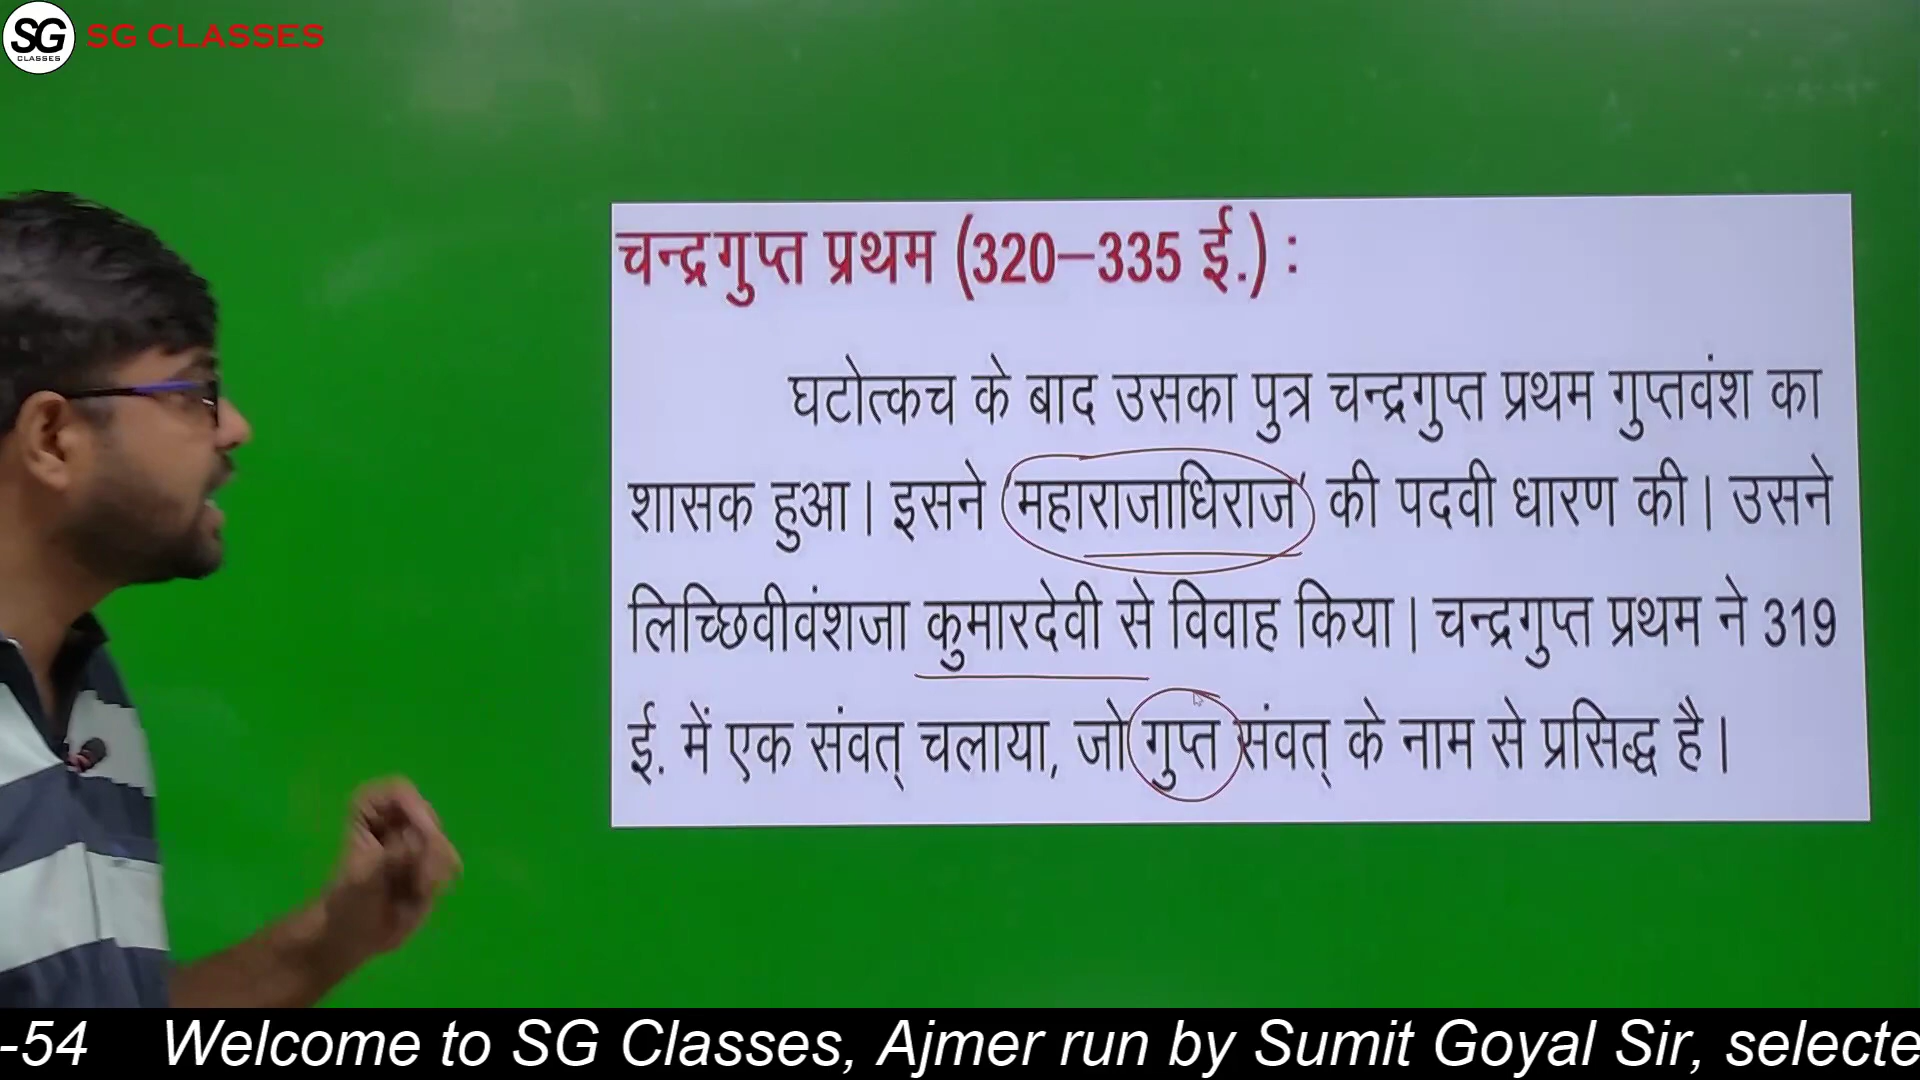 SG
CLASSES
SG CLASSES
चन्द्रगुप्त प्रथम (320–335 ई.) :
घटोत्कच के बाद उसका पुत्र चन्द्रगुप्त प्रथम गुप्तवंश का
शासक हुआ। इसने 'महाराजाधिराज' की पदवी धारण की। उसने
लिच्छिवीवंशजा कुमारदेवी से विवाह किया। चन्द्रगुप्त प्रथम ने 319
ई. में एक संवत् चलाया, जो गुप्त संवत् के नाम से प्रसिद्ध है।
-54 Welcome to SG Classes, Ajmer run by Sumit Goyal Sir, selecte